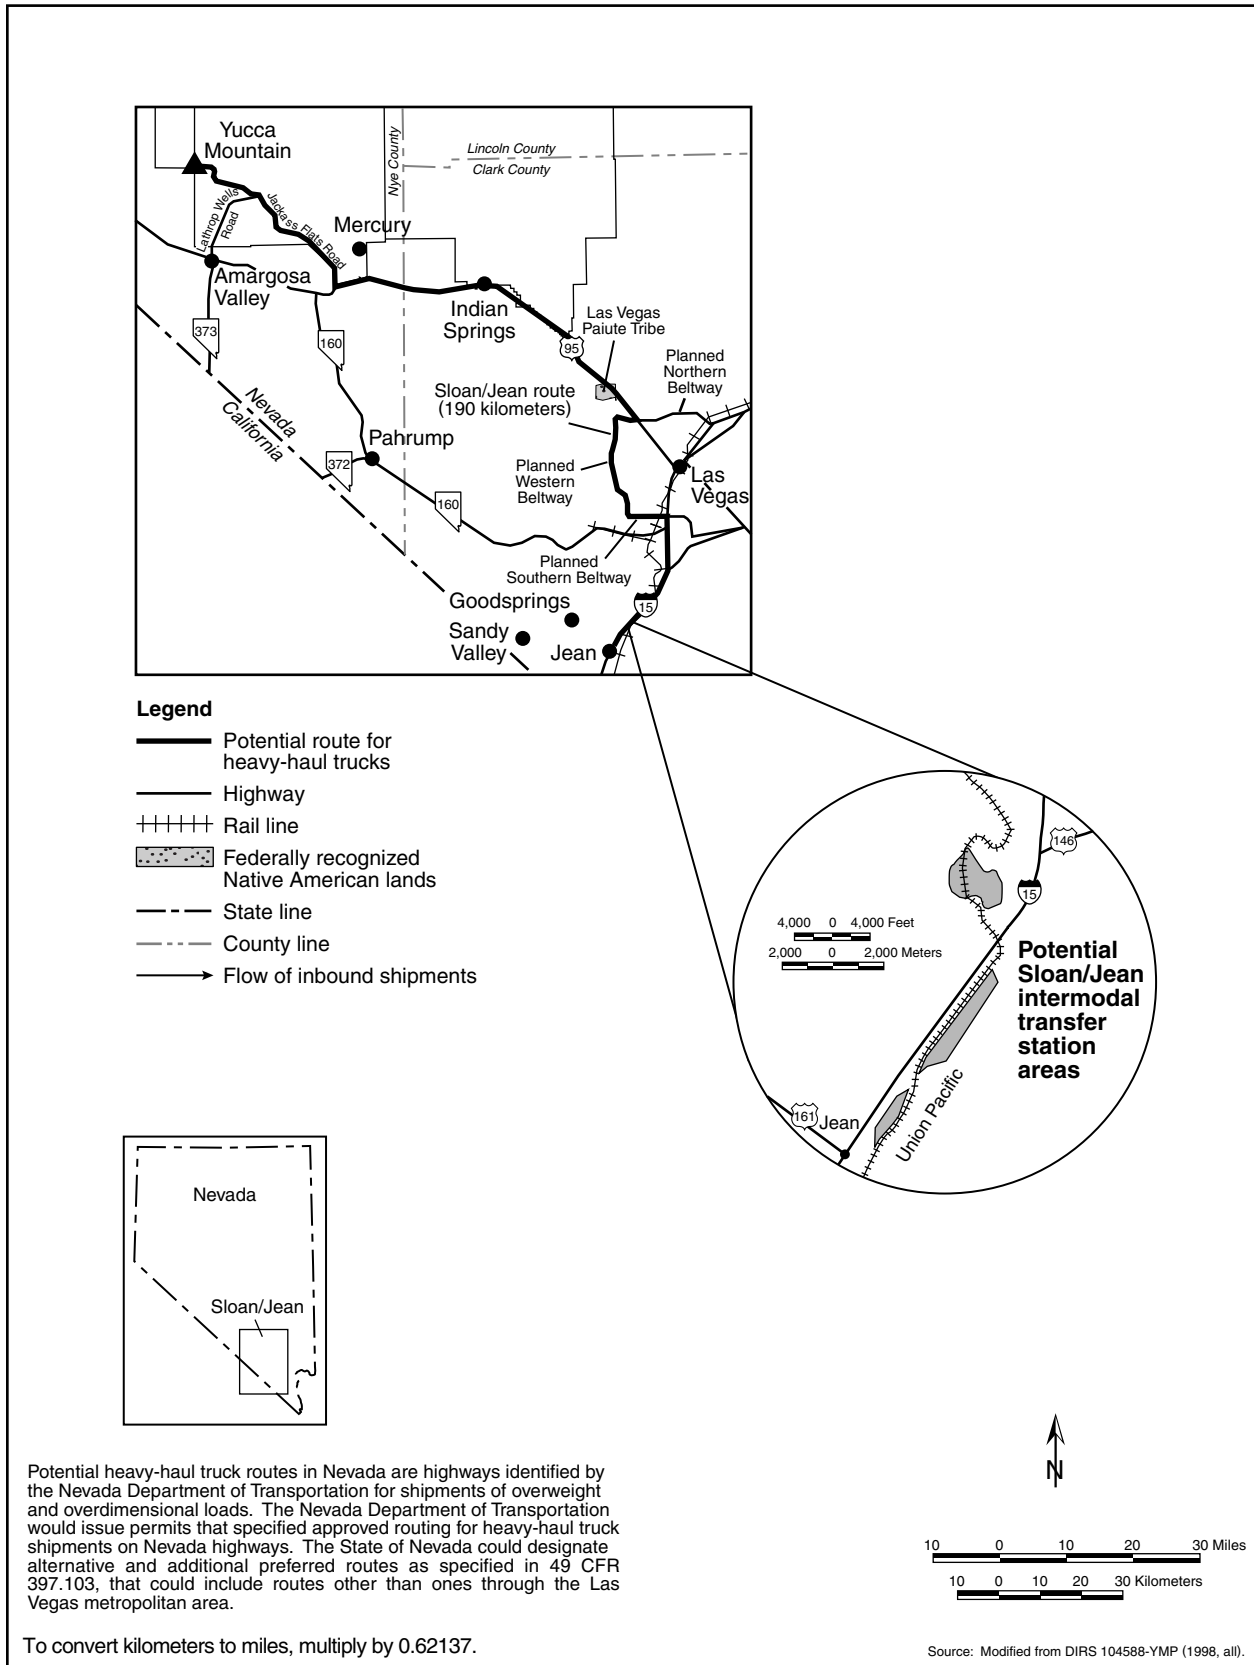 Yucca
Mountain
Nye County
Lincoln County
Clark County
Lathrop Wells
Road
Jackass Flats Road
Mercury
Amargosa
Valley
Indian
Springs
Las Vegas
Paiute Tribe
95
373
160
Planned
Northern
Beltway
Sloan/Jean route
(190 kilometers)
Nevada
California
Pahrump
372
Planned
Western
Beltway
Las
Vegas
160
Planned
Southern Beltway
Goodsprings
15
Sandy
Valley
Jean
Legend
Potential route for
heavy-haul trucks
Highway
Rail line
Federally recognized
Native American lands
State line
County line
Flow of inbound shipments
146
15
4,000 0 4,000 Feet
2,000 0 2,000 Meters
Potential
Sloan/Jean
intermodal
transfer
station
areas
Union Pacific
161
Jean
Nevada
Sloan/Jean
N
Potential heavy-haul truck routes in Nevada are highways identified by
the Nevada Department of Transportation for shipments of overweight
and overdimensional loads. The Nevada Department of Transportation
would issue permits that specified approved routing for heavy-haul truck
shipments on Nevada highways. The State of Nevada could designate
alternative and additional preferred routes as specified in 49 CFR
397.103, that could include routes other than ones through the Las
Vegas metropolitan area.
10 0 10 20 30 Miles
10 0 10 20 30 Kilometers
To convert kilometers to miles, multiply by 0.62137.
Source: Modified from DIRS 104588-YMP (1998, all).